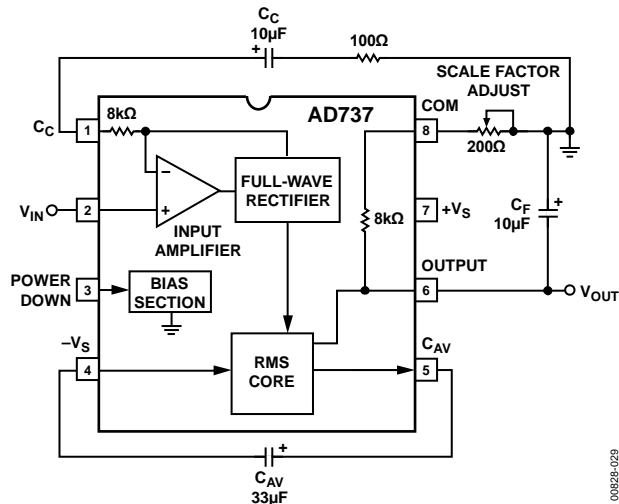 C_C
10µF
+
100Ω
SCALE FACTOR
ADJUST
8kΩ
AD737
COM
C_C
1
8
200Ω
–
FULL-WAVE
RECTIFIER
V_IN
2
+
INPUT
AMPLIFIER
8kΩ
7
+V_S
C_F
10µF
+
POWER
DOWN
3
BIAS
SECTION
OUTPUT
6
V_OUT
–V_S
4
RMS
CORE
C_AV
5
+
C_AV
33µF
00828-029